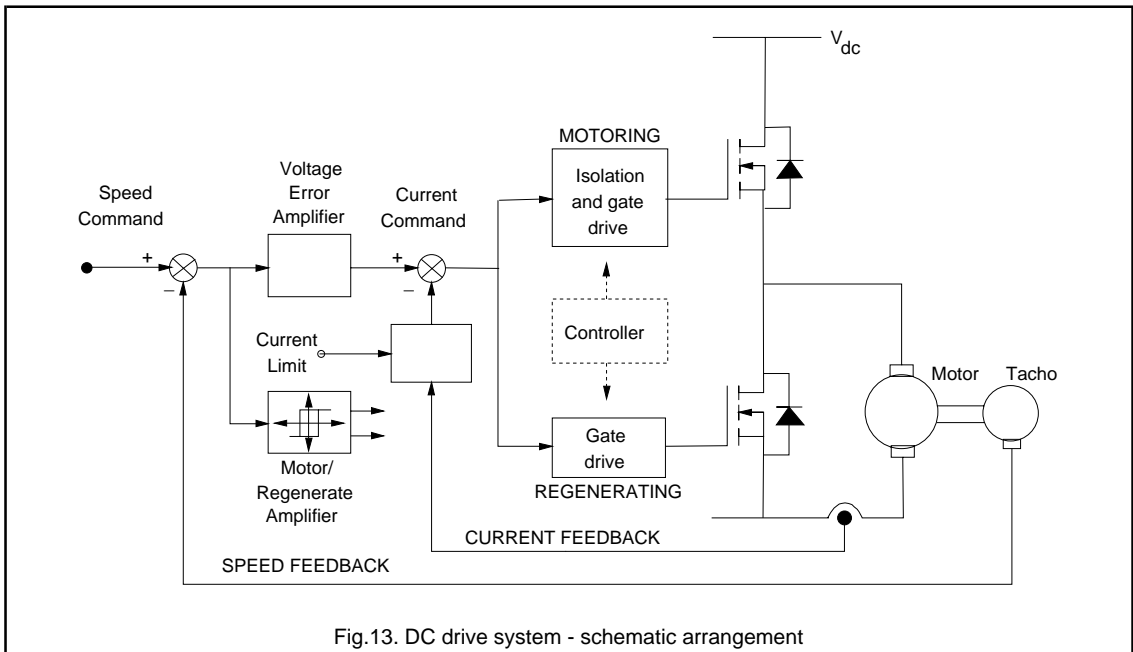 V
dc
MOTORING
Isolation
and gate
drive
Voltage
Error
Amplifier
Current
Command
Speed
Command
+
–
+
–
Controller
Current
Limit
Motor
Tacho
Gate
drive
REGENERATING
Motor/
Regenerate
Amplifier
CURRENT FEEDBACK
SPEED FEEDBACK
Fig.13. DC drive system - schematic arrangement